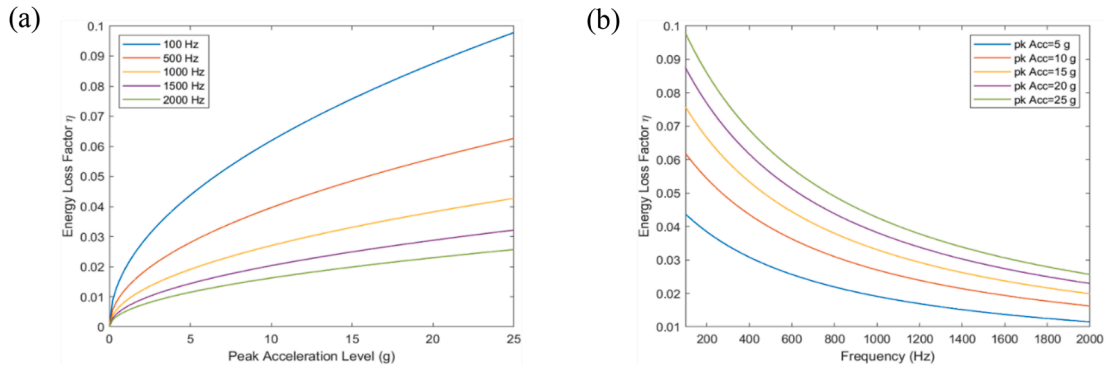 (a)
0.1
0.09
0.08
0.07
0.06
0.05
0.04
0.03
0.02
0.01
0
Energy Loss Factor η
100 Hz
500 Hz
1000 Hz
1500 Hz
2000 Hz
0 5 10 15 20 25
Peak Acceleration Level (g)
(b)
0.1
0.09
0.08
0.07
0.06
0.05
0.04
0.03
0.02
0.01
Energy Loss Factor η
pk Acc=5 g
pk Acc=10 g
pk Acc=15 g
pk Acc=20 g
pk Acc=25 g
200 400 600 800 1000 1200 1400 1600 1800 2000
Frequency (Hz)